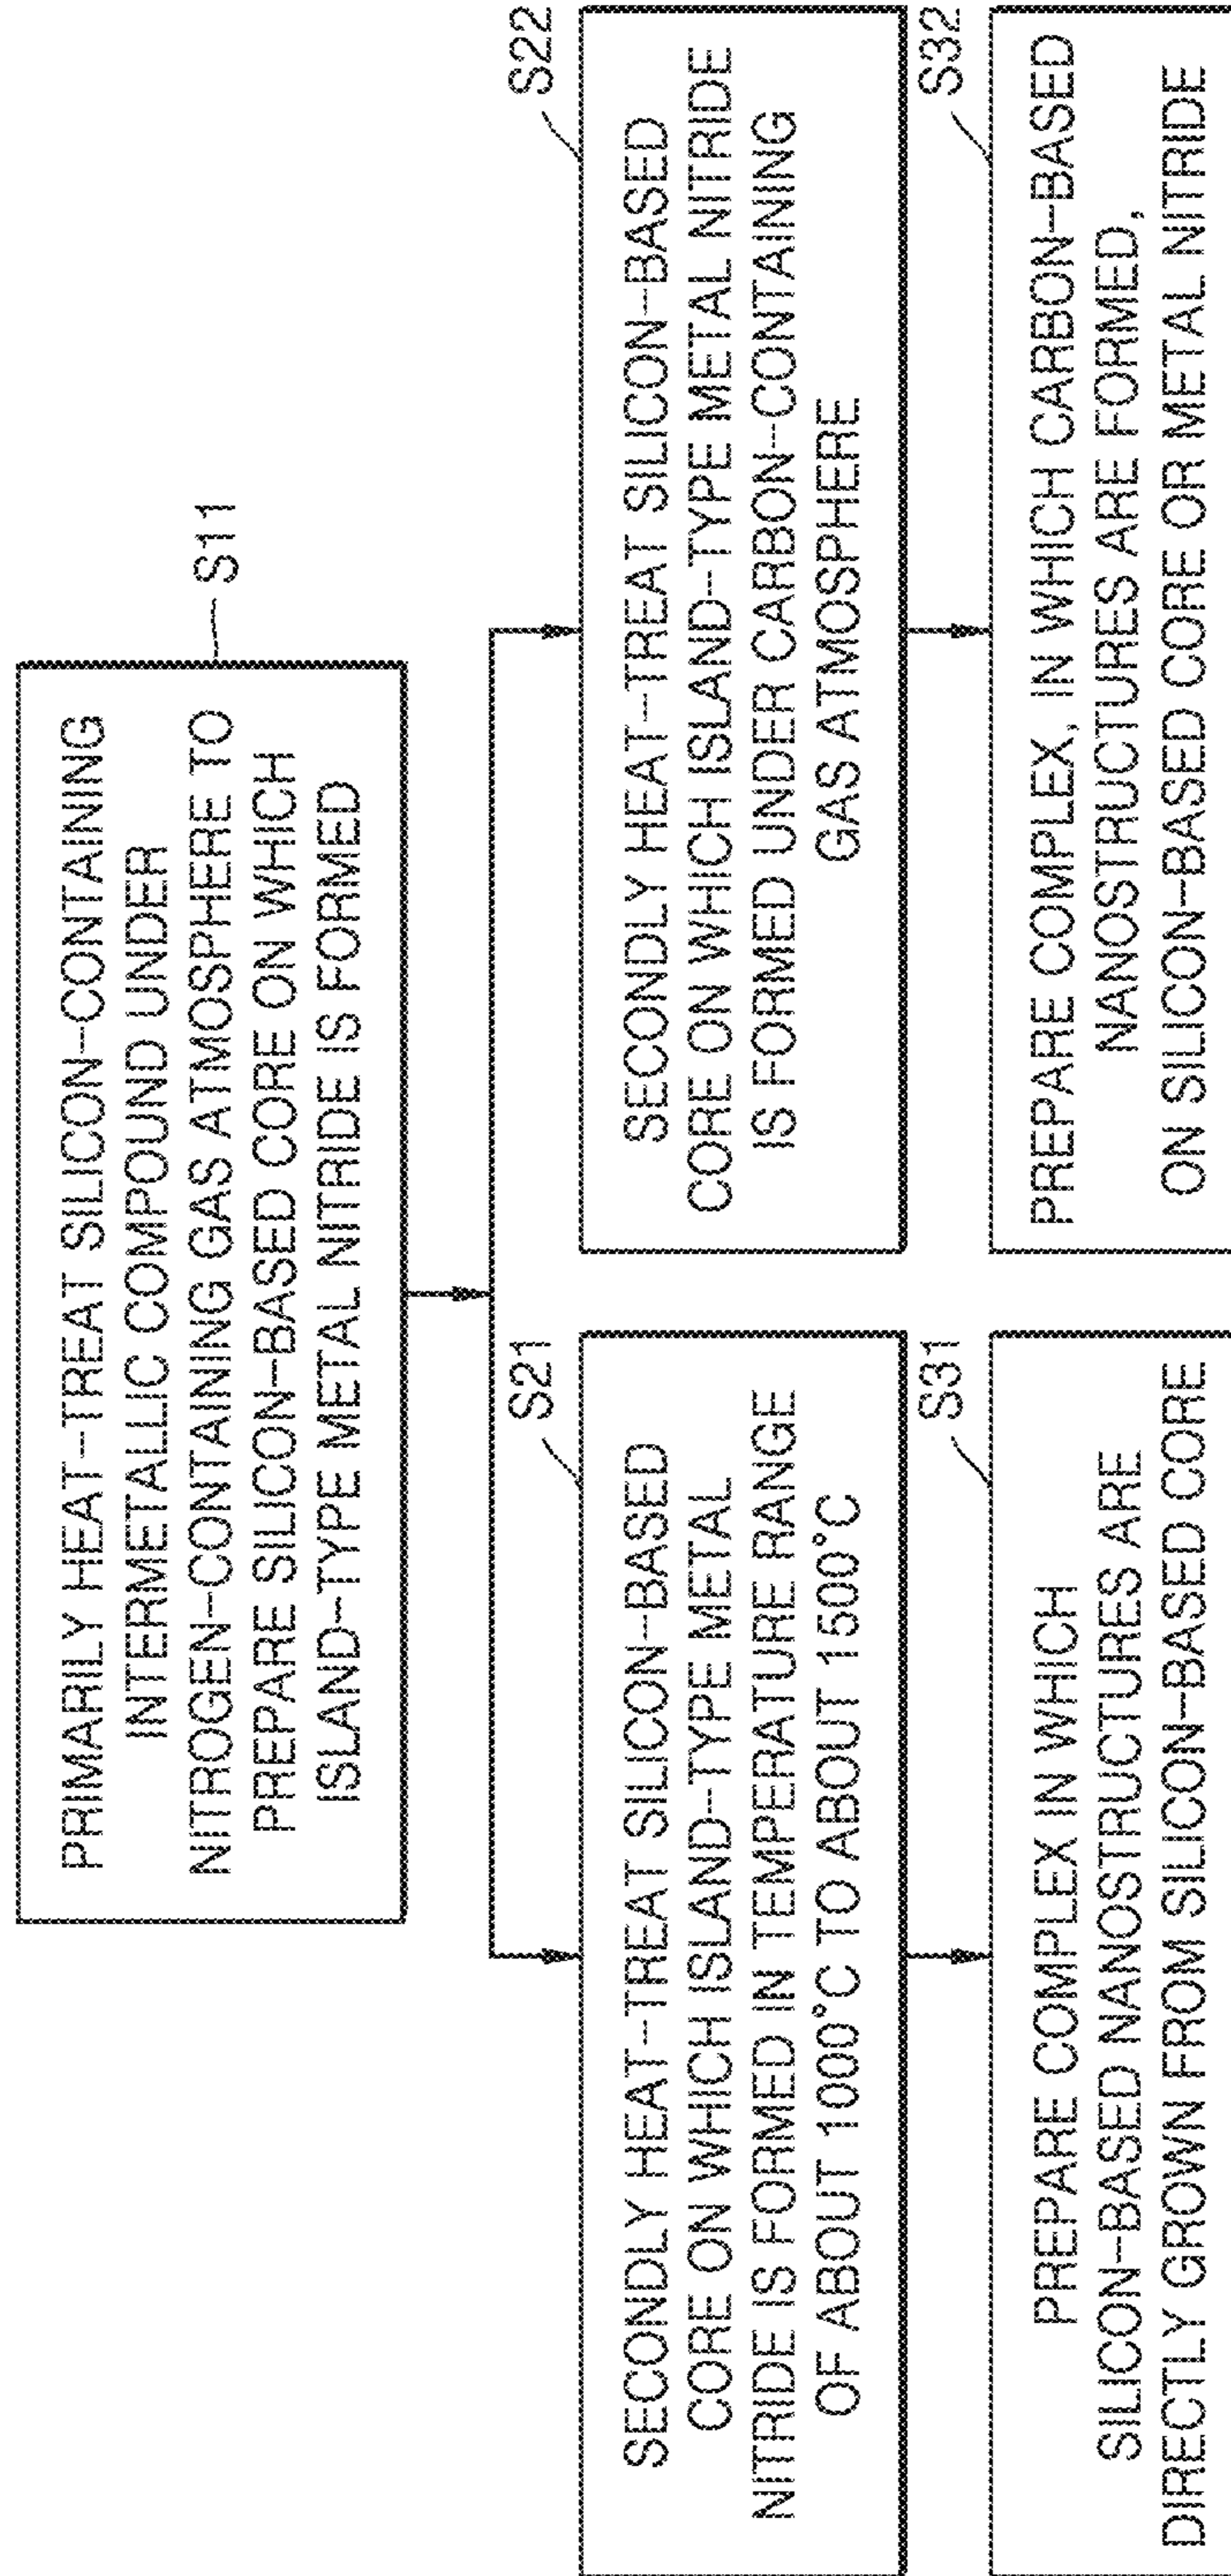 PRIMARILY HEAT-TREAT SILICON-CONTAINING
INTERMETALLIC COMPOUND UNDER
NITROGEN-CONTAINING GAS ATMOSPHERE TO
PREPARE SILICON-BASED CORE ON WHICH
ISLAND-TYPE METAL NITRIDE IS FORMED
S11
SECONDLY HEAT-TREAT SILICON-BASED
CORE ON WHICH ISLAND-TYPE METAL
NITRIDE IS FORMED IN TEMPERATURE RANGE
OF ABOUT 1000°C TO ABOUT 1500°C
S21
SECONDLY HEAT-TREAT SILICON-BASED
CORE ON WHICH ISLAND-TYPE METAL NITRIDE
IS FORMED UNDER CARBON-CONTAINING
GAS ATMOSPHERE
S22
PREPARE COMPLEX IN WHICH
SILICON-BASED NANOSTRUCTURES ARE
DIRECTLY GROWN FROM SILICON-BASED CORE
S31
PREPARE COMPLEX, IN WHICH CARBON-BASED
NANOSTRUCTURES ARE FORMED,
ON SILICON-BASED CORE OR METAL NITRIDE
S32